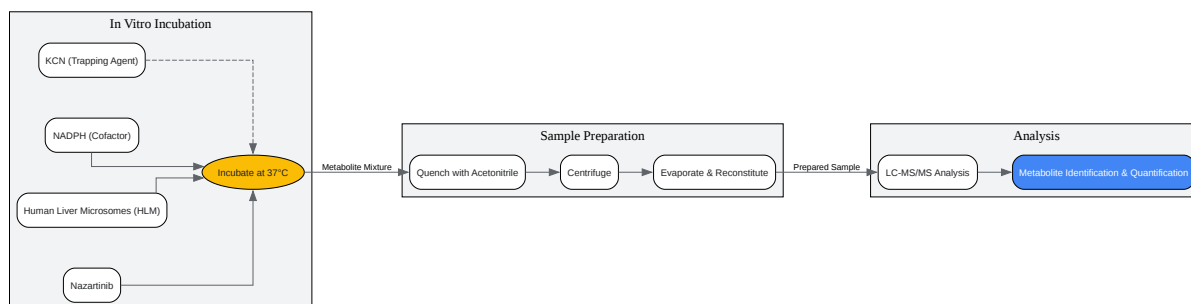 In Vitro Incubation
KCN (Trapping Agent)
NADPH (Cofactor)
Human Liver Microsomes (HLM)
Nazartinib
Incubate at 37°C
Metabolite Mixture
Sample Preparation
Quench with Acetonitrile
Centrifuge
Evaporate & Reconstitute
Prepared Sample
Analysis
LC-MS/MS Analysis
Metabolite Identification & Quantification